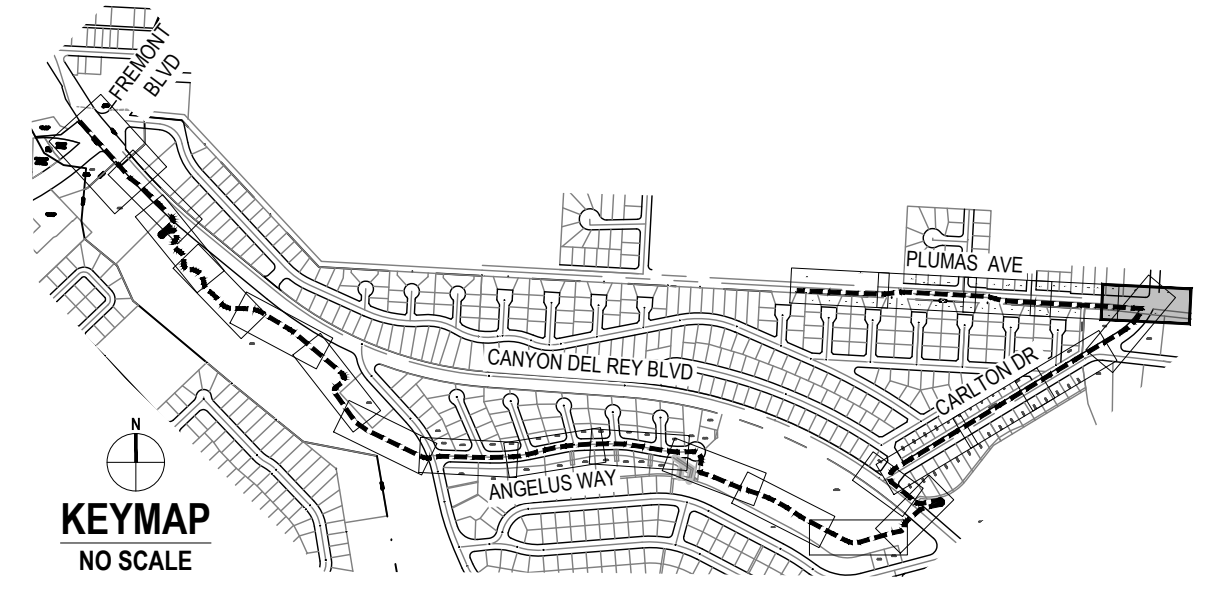 FREMONT
BLVD
PLUMAS AVE
CANYON DEL REY BLVD
CARLTON DR
ANGELUS WAY
N
KEYMAP
NO SCALE